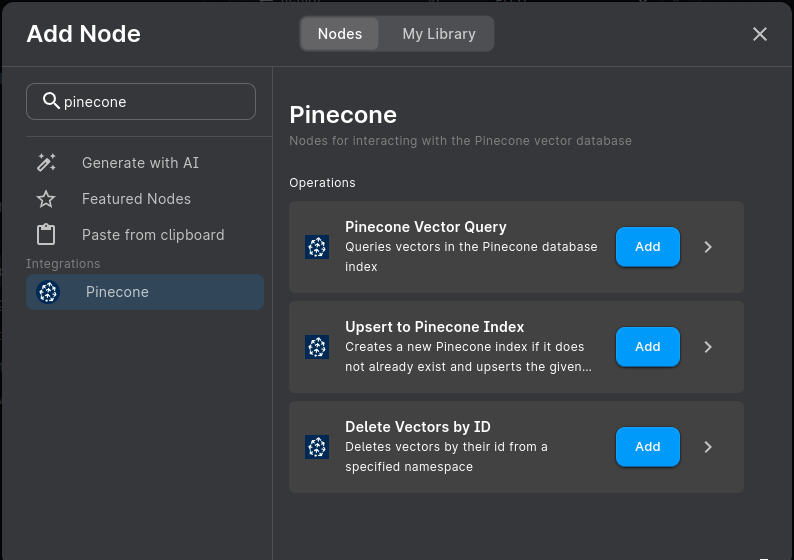 Add Node
Nodes
My Library
pinecone
Generate with AI
Featured Nodes
Paste from clipboard
Integrations
Pinecone
Pinecone
Nodes for interacting with the Pinecone vector database
Operations
Pinecone Vector Query
Queries vectors in the Pinecone database
index
Add
Upsert to Pinecone Index
Creates a new Pinecone index if it does
not already exist and upserts the given...
Add
Delete Vectors by ID
Deletes vectors by their id from a
specified namespace
Add